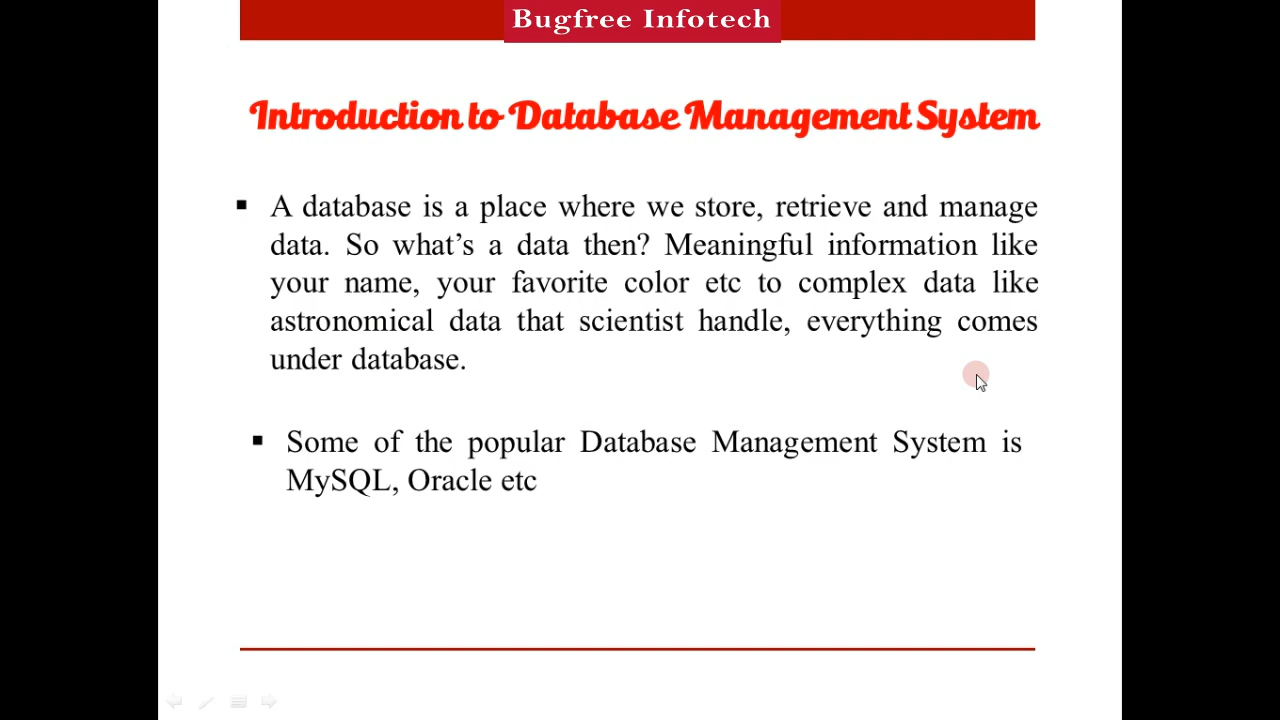 Bugfree Infotech
Introduction to Database Management System
▪ A database is a place where we store, retrieve and manage
data. So what’s a data then? Meaningful information like
your name, your favorite color etc to complex data like
astronomical data that scientist handle, everything comes
under database.
▪ Some of the popular Database Management System is
MySQL, Oracle etc